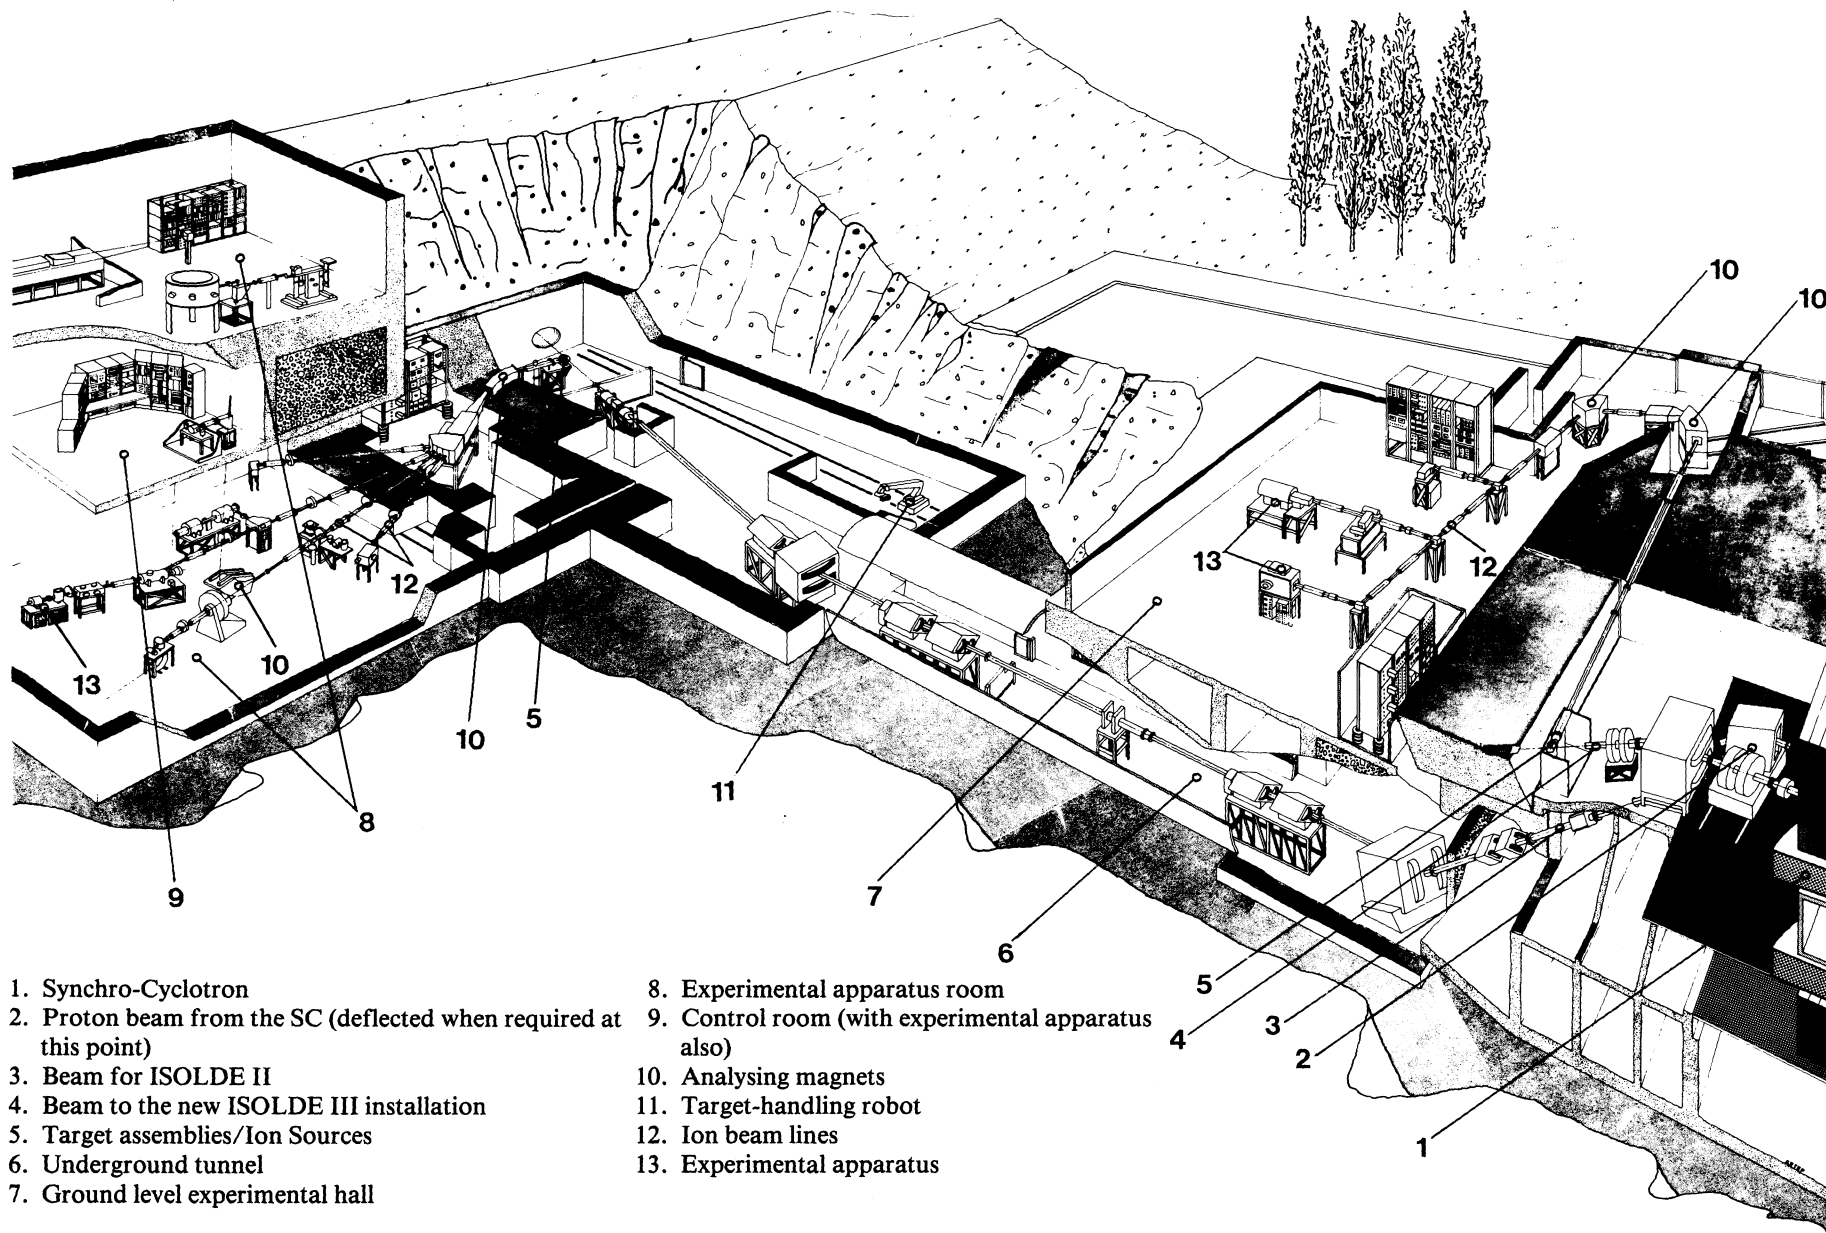 10
10
13
12
12
10
13
5
10
11
8
7
9
6
5
3
4
2
1
1. Synchro-Cyclotron
2. Proton beam from the SC (deflected when required at
this point)
3. Beam for ISOLDE II
4. Beam to the new ISOLDE III installation
5. Target assemblies/Ion Sources
6. Underground tunnel
7. Ground level experimental hall
8. Experimental apparatus room
9. Control room (with experimental apparatus
also)
10. Analysing magnets
11. Target-handling robot
12. Ion beam lines
13. Experimental apparatus